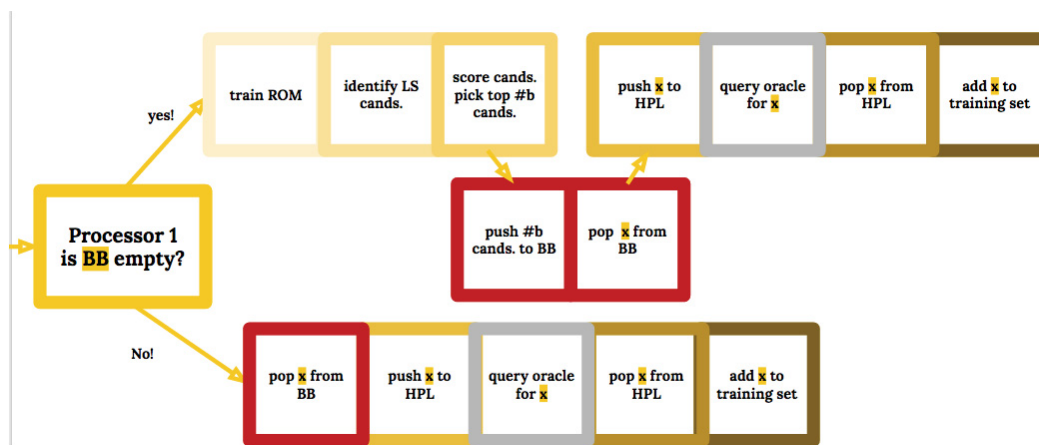 yes!
train ROM
identify LS
cands.
score cands.
pick top #b
cands.
push x to
HPL
query oracle
for x
pop x from
HPL
add x to
training set
Processor 1
is BB empty?
push #b
cands. to BB
pop x from
BB
No!
pop x from
BB
push x to
HPL
query oracle
for x
pop x from
HPL
add x to
training set